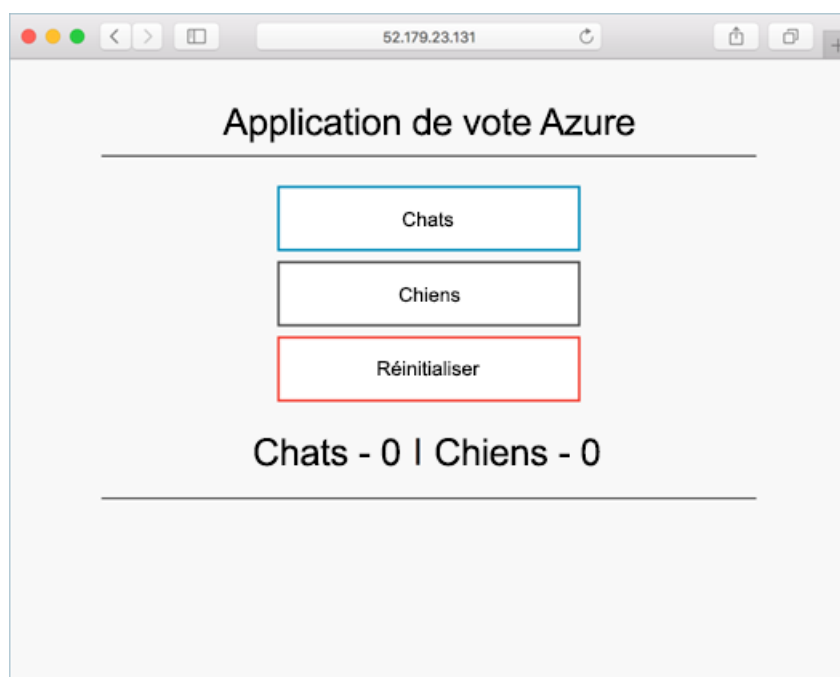 52.179.23.131
Application de vote Azure
Chats
Chiens
Réinitialiser
Chats - 0 | Chiens - 0